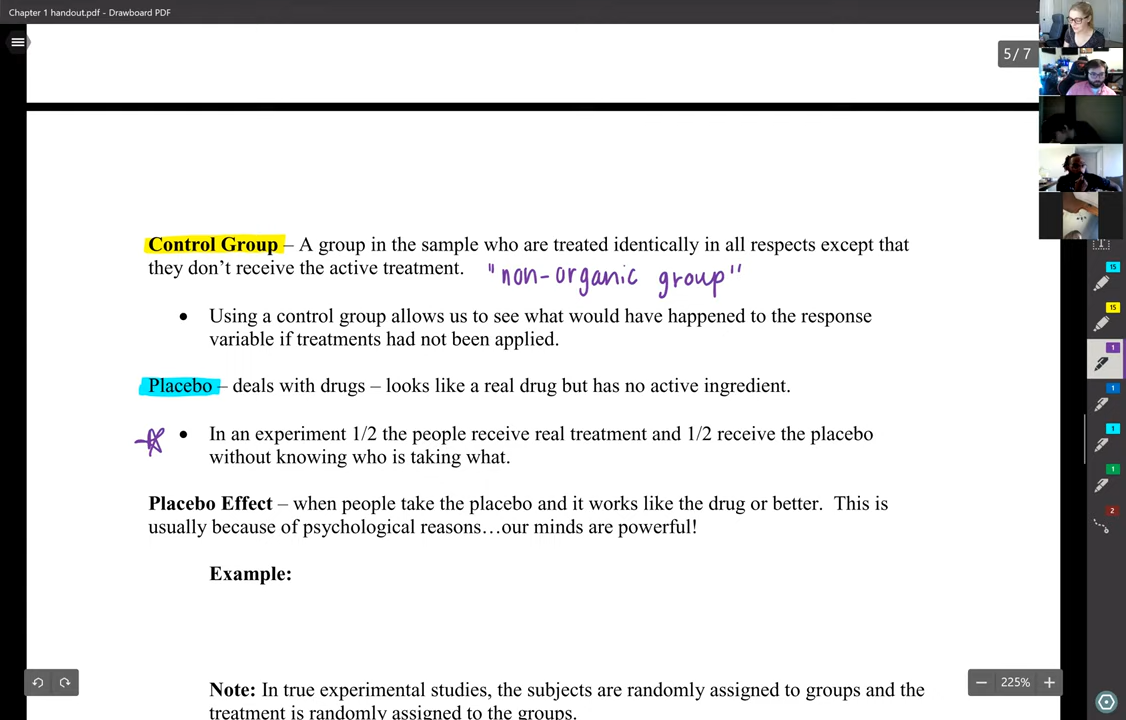 Chapter 1 handout.pdf - Drawboard PDF
5 / 7
Control Group – A group in the sample who are treated identically in all respects except that
they don’t receive the active treatment. "non-organic group"
• Using a control group allows us to see what would have happened to the response
variable if treatments had not been applied.
Placebo – deals with drugs – looks like a real drug but has no active ingredient.
• In an experiment 1/2 the people receive real treatment and 1/2 receive the placebo
without knowing who is taking what.
Placebo Effect – when people take the placebo and it works like the drug or better. This is
usually because of psychological reasons…our minds are powerful!
Example:
Note: In true experimental studies, the subjects are randomly assigned to groups and the
treatment is randomly assigned to the groups.
225%
T
15
15
1
1
1
1
2